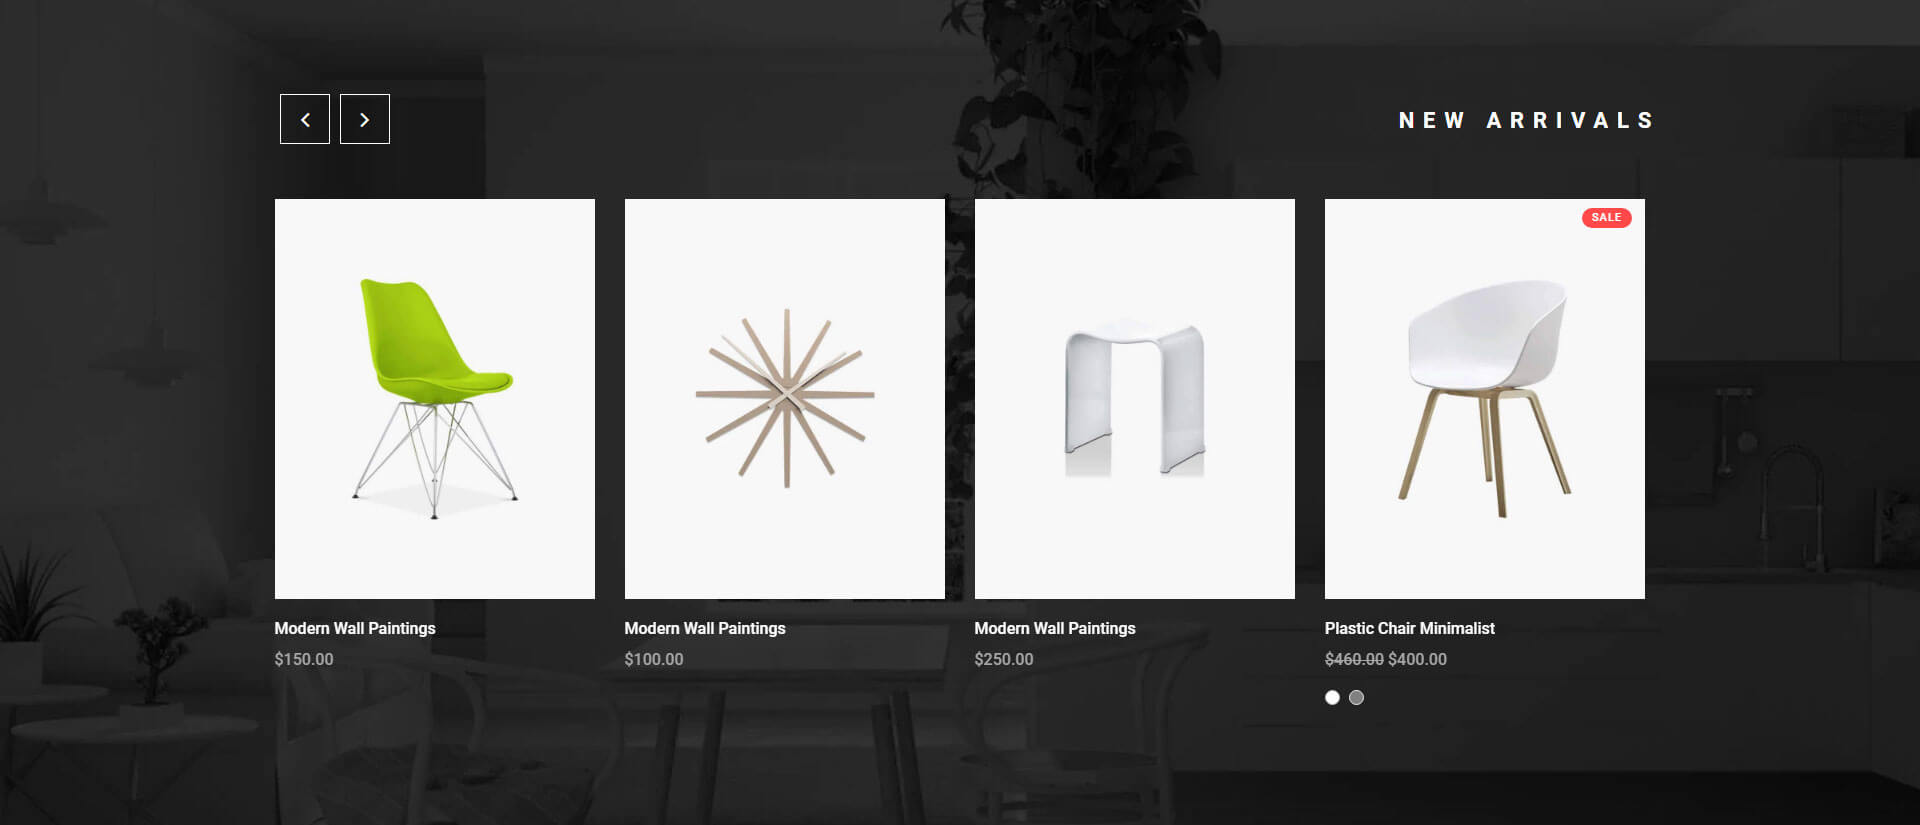 NEW ARRIVALS
SALE
Modern Wall Paintings
$150.00
Modern Wall Paintings
$100.00
Modern Wall Paintings
$250.00
Plastic Chair Minimalist
$460.00 $400.00